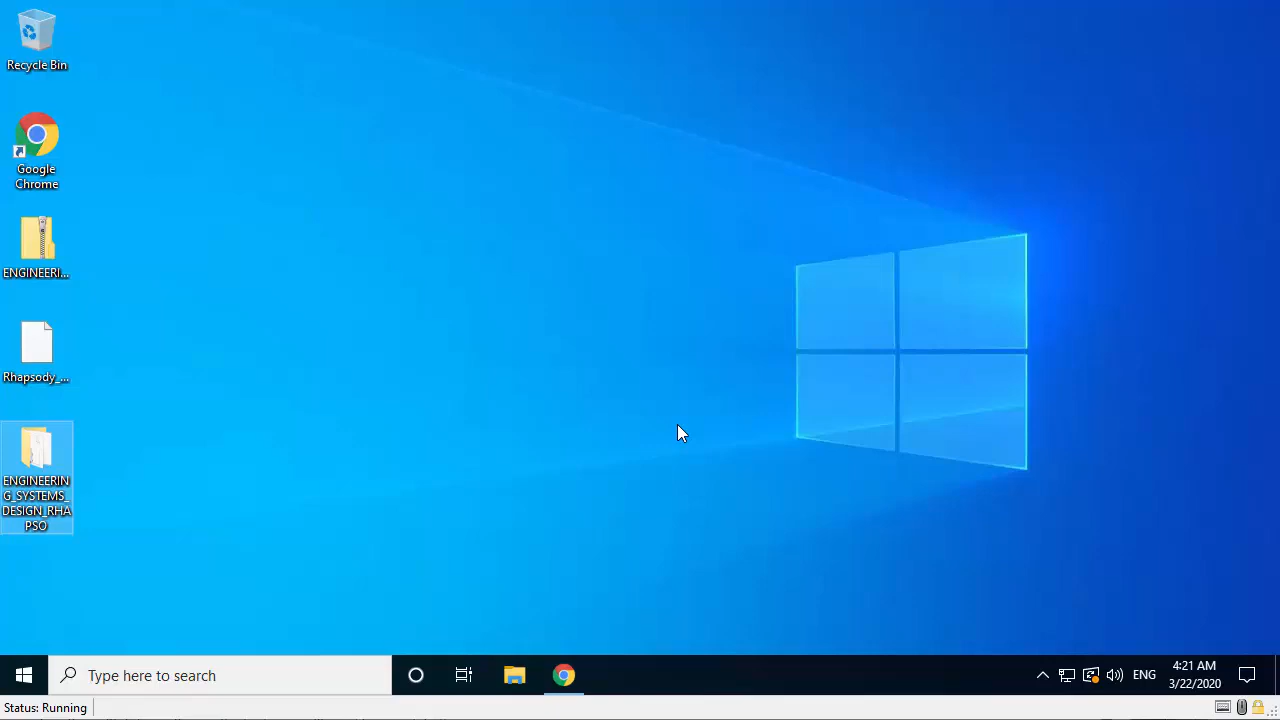 Recycle Bin
Google
Chrome
ENGINEERI...
Rhapsody_...
ENGINEERIN
G_SYSTEMS_
DESIGN_RHA
PSO
Type here to search
ENG
4:21 AM
3/22/2020
Status: Running